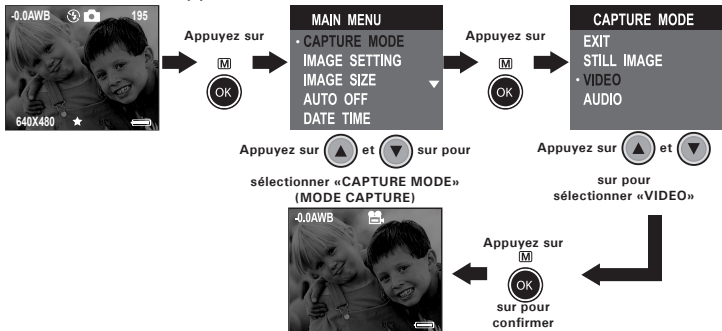 -0.0AWB 195
640X480
Appuyez sur
M
OK
MAIN MENU
· CAPTURE MODE
IMAGE SETTING
IMAGE SIZE
AUTO OFF
DATE TIME
Appuyez sur et sur pour
sélectionner «CAPTURE MODE»
(MODE CAPTURE)
Appuyez sur
M
OK
CAPTURE MODE
EXIT
STILL IMAGE
· VIDEO
AUDIO
Appuyez sur et
sur pour
sélectionner «VIDEO»
Appuyez sur
M
OK
sur pour
confirmer
-0.0AWB